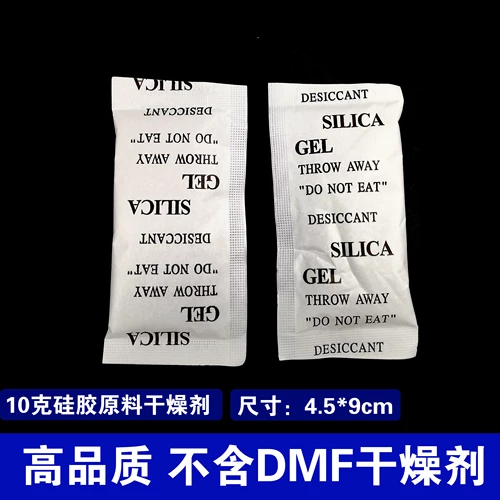 SILICA
GEL
THROW AWAY
"DO NOT EAT"
DESICCANT
SILICA
GEL
THROW AWAY
"DO NOT EAT"
DESICCANT
SILICA
DESICCANT
SILICA
GEL
THROW AWAY
"DO NOT EAT"
DESICCANT
SILICA
GEL
THROW AWAY
"DO NOT EAT"
DESICCANT
10克硅胶原料干燥剂
尺寸：4.5*9cm
高品质 不含DMF干燥剂